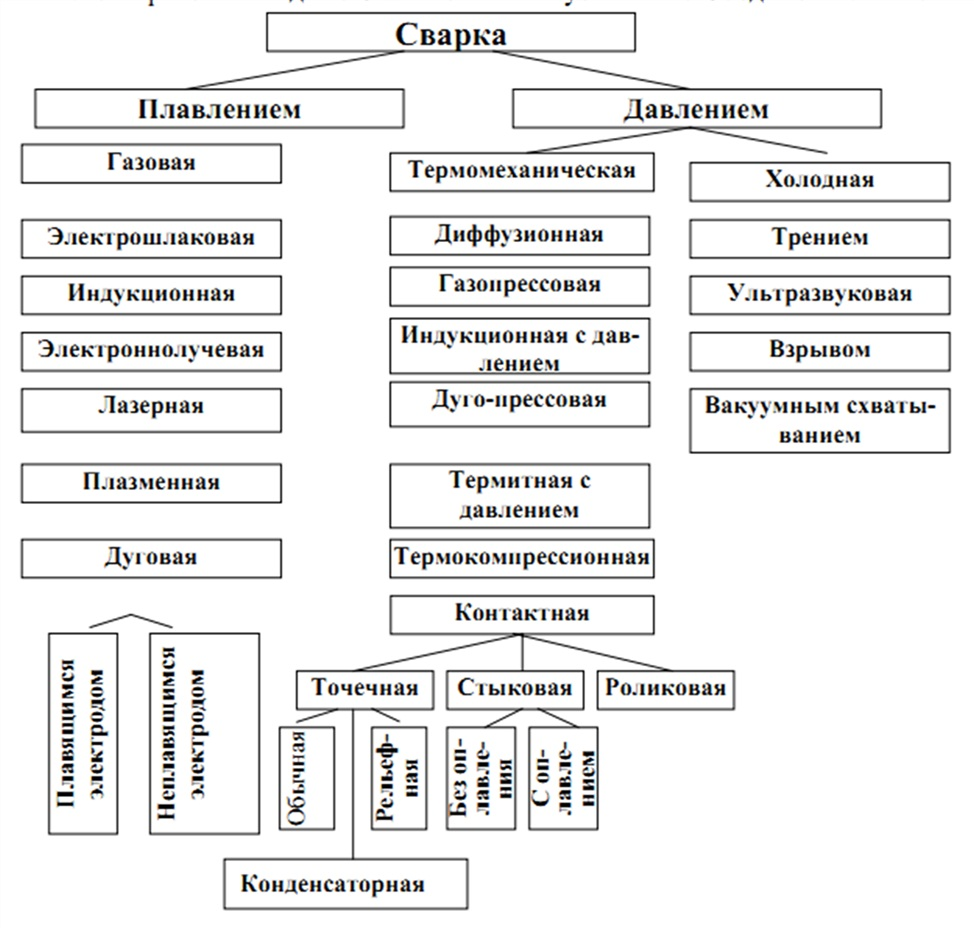 Сварка
Плавлением
Давлением
Газовая
Электрошлаковая
Индукционная
Электроннолучевая
Лазерная
Плазменная
Дуговая
Плавящимся
электродом
Неплавящимся
электродом
Термомеханическая
Диффузионная
Газопрессовая
Индукционная с дав-
лением
Дуго-прессовая
Термитная с
давлением
Термокомпрессионная
Контактная
Точечная
Стыковая
Роликовая
Обычная
Рельеф-
ная
Без оп-
лавле-
ния
С оп-
лавле-
нием
Конденсаторная
Холодная
Трением
Ультразвуковая
Взрывом
Вакуумным схваты-
ванием